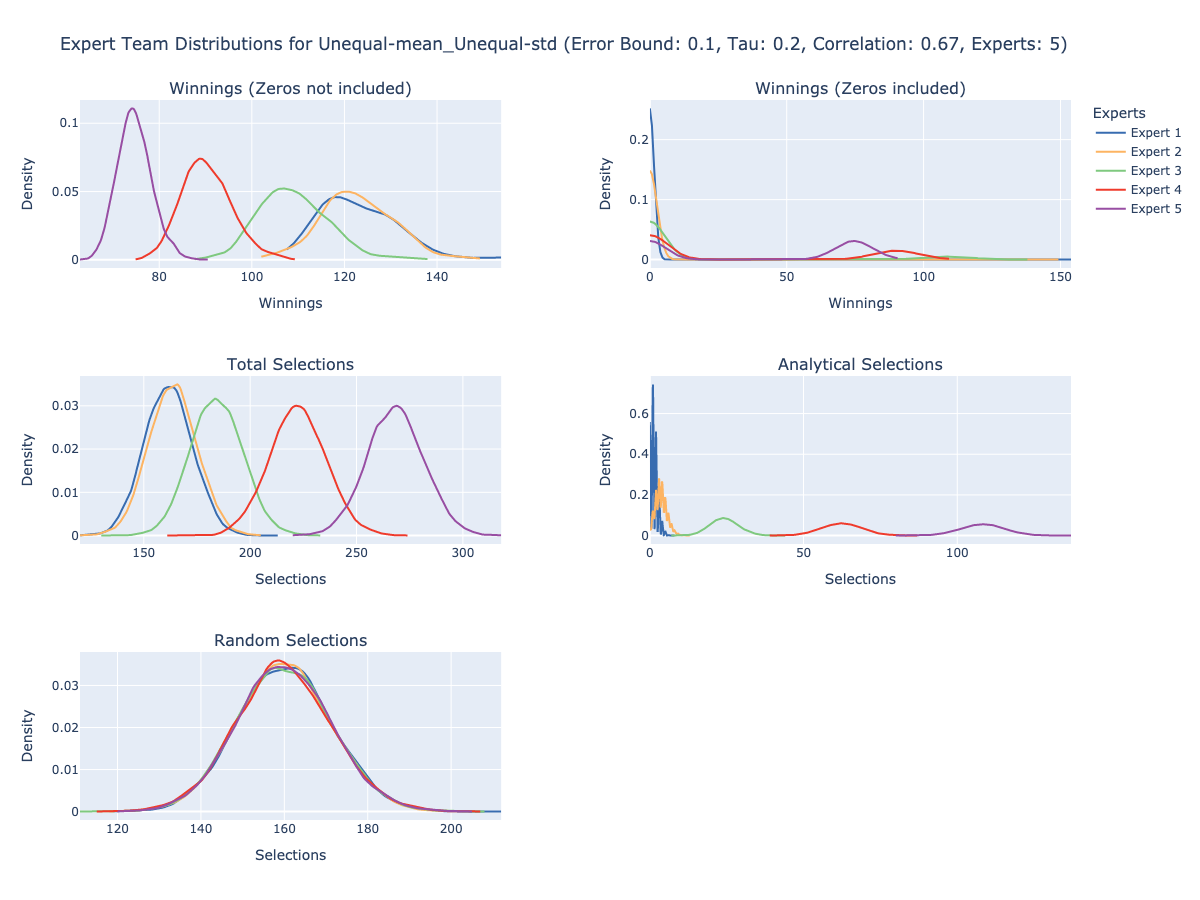 Expert Team Distributions for Unequal-mean_Unequal-std (Error Bound: 0.1, Tau: 0.2, Correlation: 0.67, Experts: 5)
Winnings (Zeros not included)
0.1
0.05
0
Density
80 100 120 140
Winnings
Winnings (Zeros included)
0.2
0.1
0
Density
0 50 100 150
Winnings
Experts
Expert 1
Expert 2
Expert 3
Expert 4
Expert 5
Total Selections
0.03
0.02
0.01
0
Density
150 200 250 300
Selections
Analytical Selections
0.6
0.4
0.2
0
Density
0 50 100
Selections
Random Selections
0.03
0.02
0.01
0
Density
120 140 160 180 200
Selections